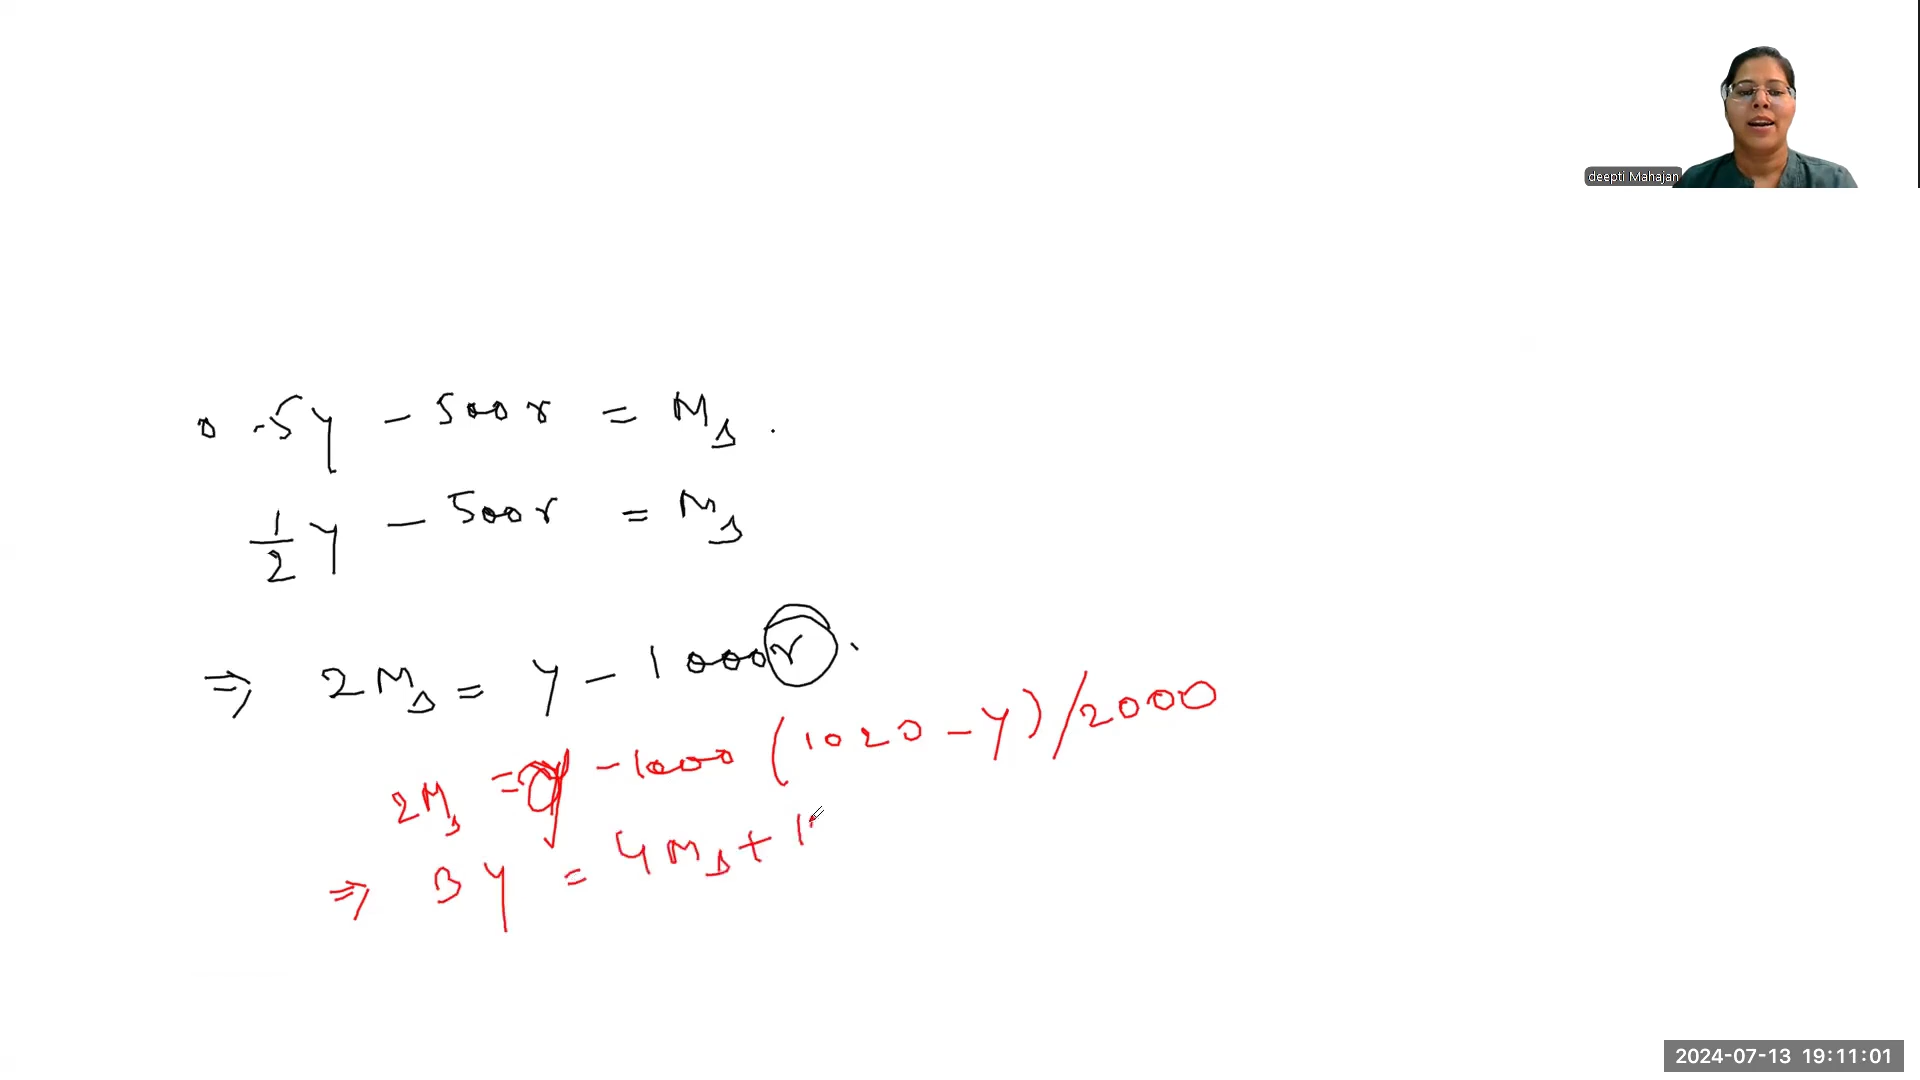 deepti Mahajan
0.5y - 500r = Ms.
1/2 y - 500r = Ms
⇒ 2Ms = y - 1000r.
2Ms = y - 1000 (1020 - y)/2000
⇒ 3y = 4Ms + 1
2024-07-13 19:11:01